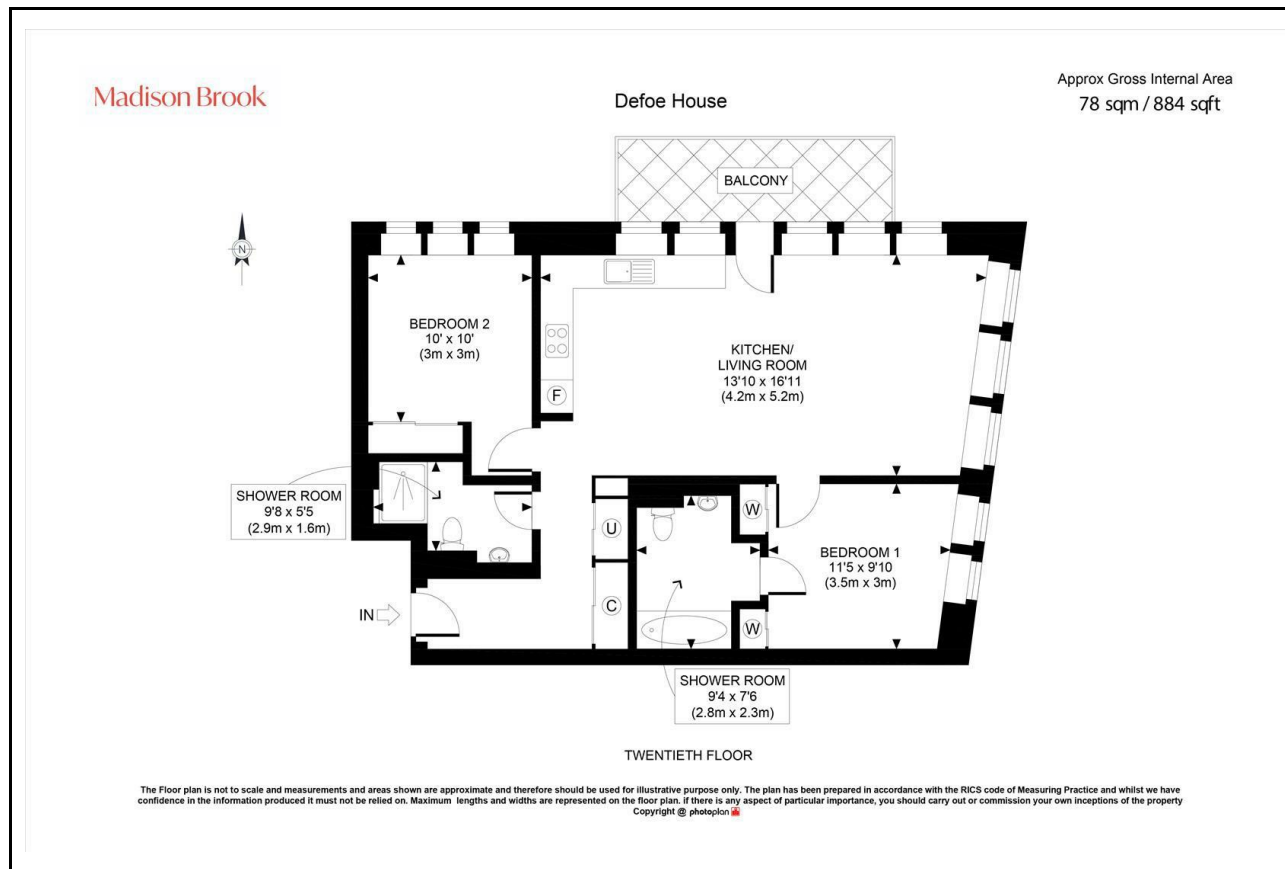 Madison Brook
Defoe House
Approx Gross Internal Area
78 sqm / 884 sqft
BALCONY
N
BEDROOM 2
10' x 10'
(3m x 3m)
KITCHEN/
LIVING ROOM
13'10 x 16'11
(4.2m x 5.2m)
F
SHOWER ROOM
9'8 x 5'5
(2.9m x 1.6m)
U
W
BEDROOM 1
11'5 x 9'10
(3.5m x 3m)
IN
C
W
SHOWER ROOM
9'4 x 7'6
(2.8m x 2.3m)
TWENTIETH FLOOR
The Floor plan is not to scale and measurements and areas shown are approximate and therefore should be used for illustrative purpose only. The plan has been prepared in accordance with the RICS code of Measuring Practice and whilst we have
confidence in the information produced it must not be relied on. Maximum lengths and widths are represented on the floor plan. if there is any aspect of particular importance, you should carry out or commission your own inceptions of the property
Copyright @ photoplan